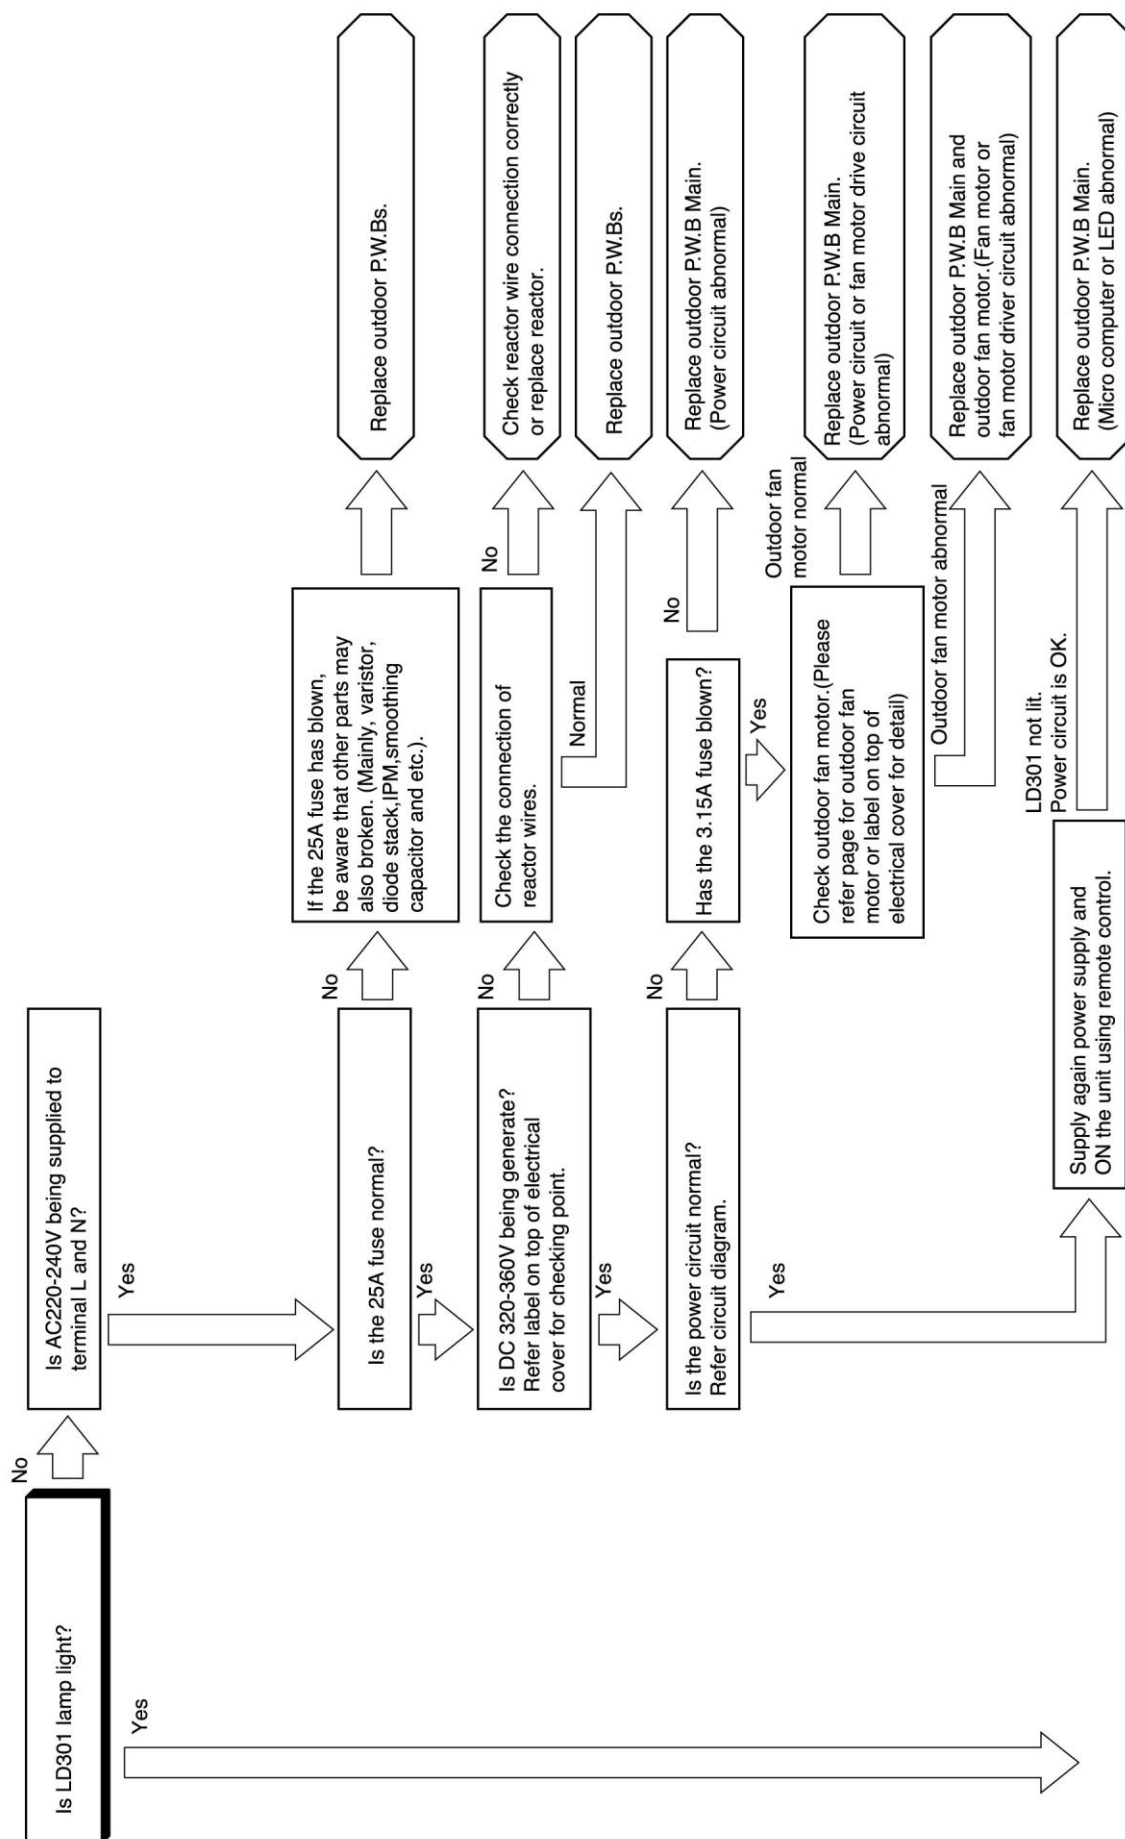 Is LD301 lamp light?
No
Yes
Is AC220-240V being supplied to
terminal L and N?
Yes
Is the 25A fuse normal?
No
Yes
If the 25A fuse has blown,
be aware that other parts may
also broken. (Mainly, varistor,
diode stack,IPM,smoothing
capacitor and etc.).
Replace outdoor P.W.Bs.
Is DC 320-360V being generate?
Refer label on top of electrical
cover for checking point.
No
Yes
Check the connection of
reactor wires.
No
Check reactor wire connection correctly
or replace reactor.
Normal
Replace outdoor P.W.Bs.
Is the power circuit normal?
Refer circuit diagram.
No
Yes
Has the 3.15A fuse blown?
No
Replace outdoor P.W.B Main.
(Power circuit abnormal)
Yes
Check outdoor fan motor.(Please
refer page for outdoor fan
motor or label on top of
electrical cover for detail)
Outdoor fan
motor normal
Replace outdoor P.W.B Main.
(Power circuit or fan motor drive circuit
abnormal)
Outdoor fan motor abnormal
Replace outdoor P.W.B Main and
outdoor fan motor.(Fan motor or
fan motor driver circuit abnormal)
Supply again power supply and
ON the unit using remote control.
LD301 not lit.
Power circuit is OK.
Replace outdoor P.W.B Main.
(Micro computer or LED abnormal)